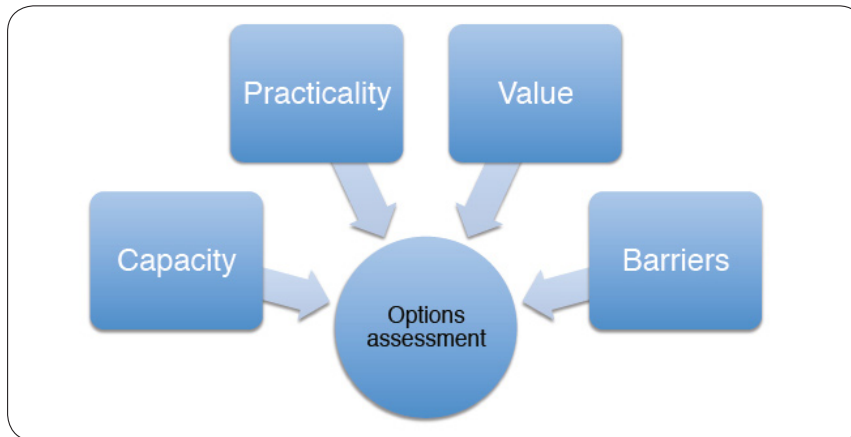 Practicality
Value
Capacity
Barriers
Options
assessment